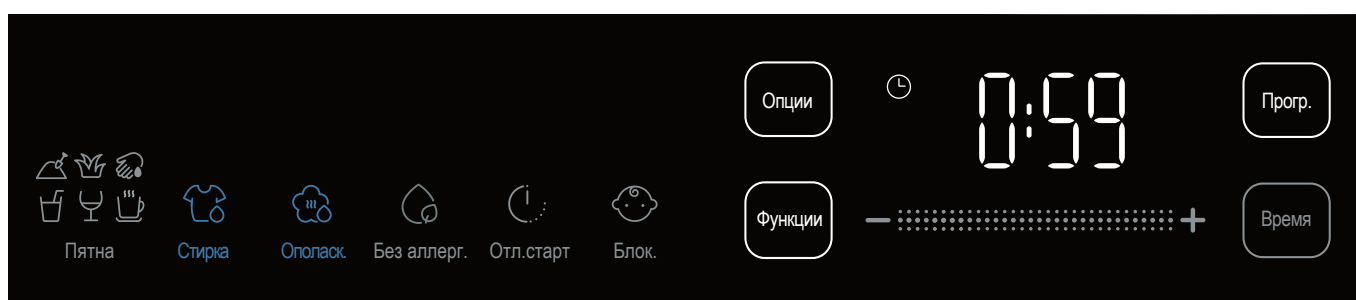 Опции
0:59
Прогр.
Функции
− +
Время
Пятна
Стирка
Ополаск.
Без аллерг.
Отл.старт
Блок.